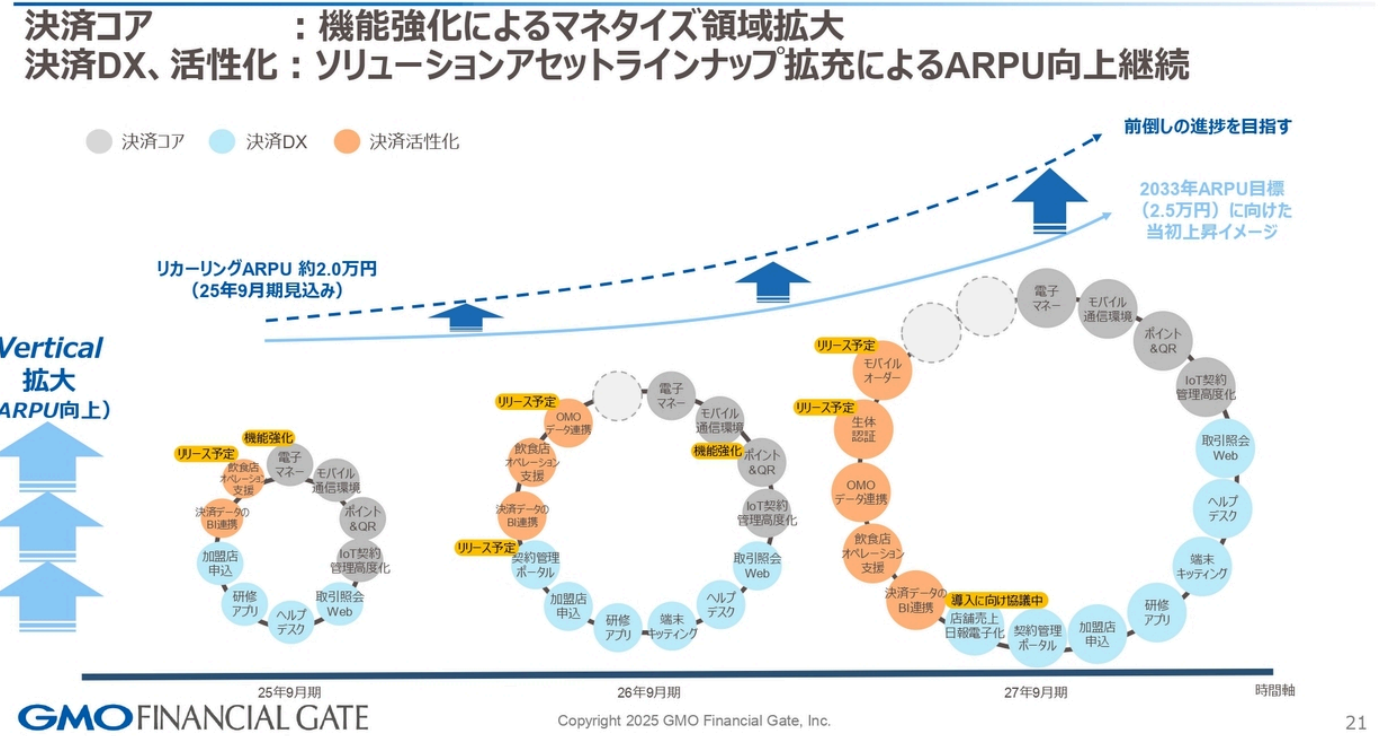 決済コア　　　：機能強化によるマネタイズ領域拡大
決済DX、活性化：ソリューションアセットラインナップ拡充によるARPU向上継続
決済コア
決済DX
決済活性化
前倒しの進捗を目指す
2033年ARPU目標
（2.5万円）に向けた
当初上昇イメージ
リカーリングARPU 約2.0万円
（25年9月期見込み）
Vertical
拡大
ARPU向上）
機能強化
リリース予定
電子
マネー
モバイル
通信環境
ポイント
&QR
IoT契約
管理高度化
取引照会
Web
ヘルプ
デスク
研修
アプリ
加盟店
申込
決済データの
BI連携
飲食店
オペレーション
支援
リリース予定
OMO
データ連携
電子
マネー
モバイル
通信環境
機能強化
ポイント
&QR
IoT契約
管理高度化
取引照会
Web
ヘルプ
デスク
端末
キッティング
研修
アプリ
加盟店
申込
リリース予定
契約管理
ポータル
決済データの
BI連携
飲食店
オペレーション
支援
リリース予定
モバイル
オーダー
電子
マネー
モバイル
通信環境
ポイント
&QR
IoT契約
管理高度化
取引照会
Web
ヘルプ
デスク
端末
キッティング
研修
アプリ
加盟店
申込
契約管理
ポータル
導入に向け協議中
店舗売上
日報電子化
決済データの
BI連携
飲食店
オペレーション
支援
OMO
データ連携
リリース予定
生体
認証
25年9月期
26年9月期
27年9月期
時間軸
GMO FINANCIAL GATE
Copyright 2025 GMO Financial Gate, Inc.
21